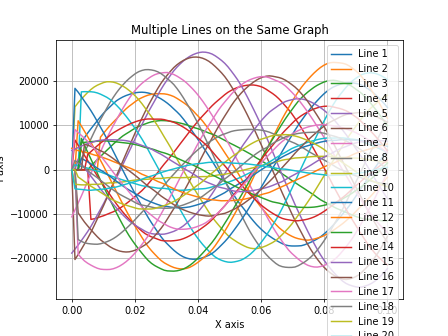 Multiple Lines on the Same Graph
20000
10000
0
−10000
−20000
0.00
0.02
0.04
0.06
X axis
Line 1
Line 2
Line 3
Line 4
Line 5
Line 6
Line 7
Line 8
Line 9
Line 10
Line 11
Line 12
Line 13
Line 14
Line 15
Line 16
Line 17
Line 18
Line 19
Line 20